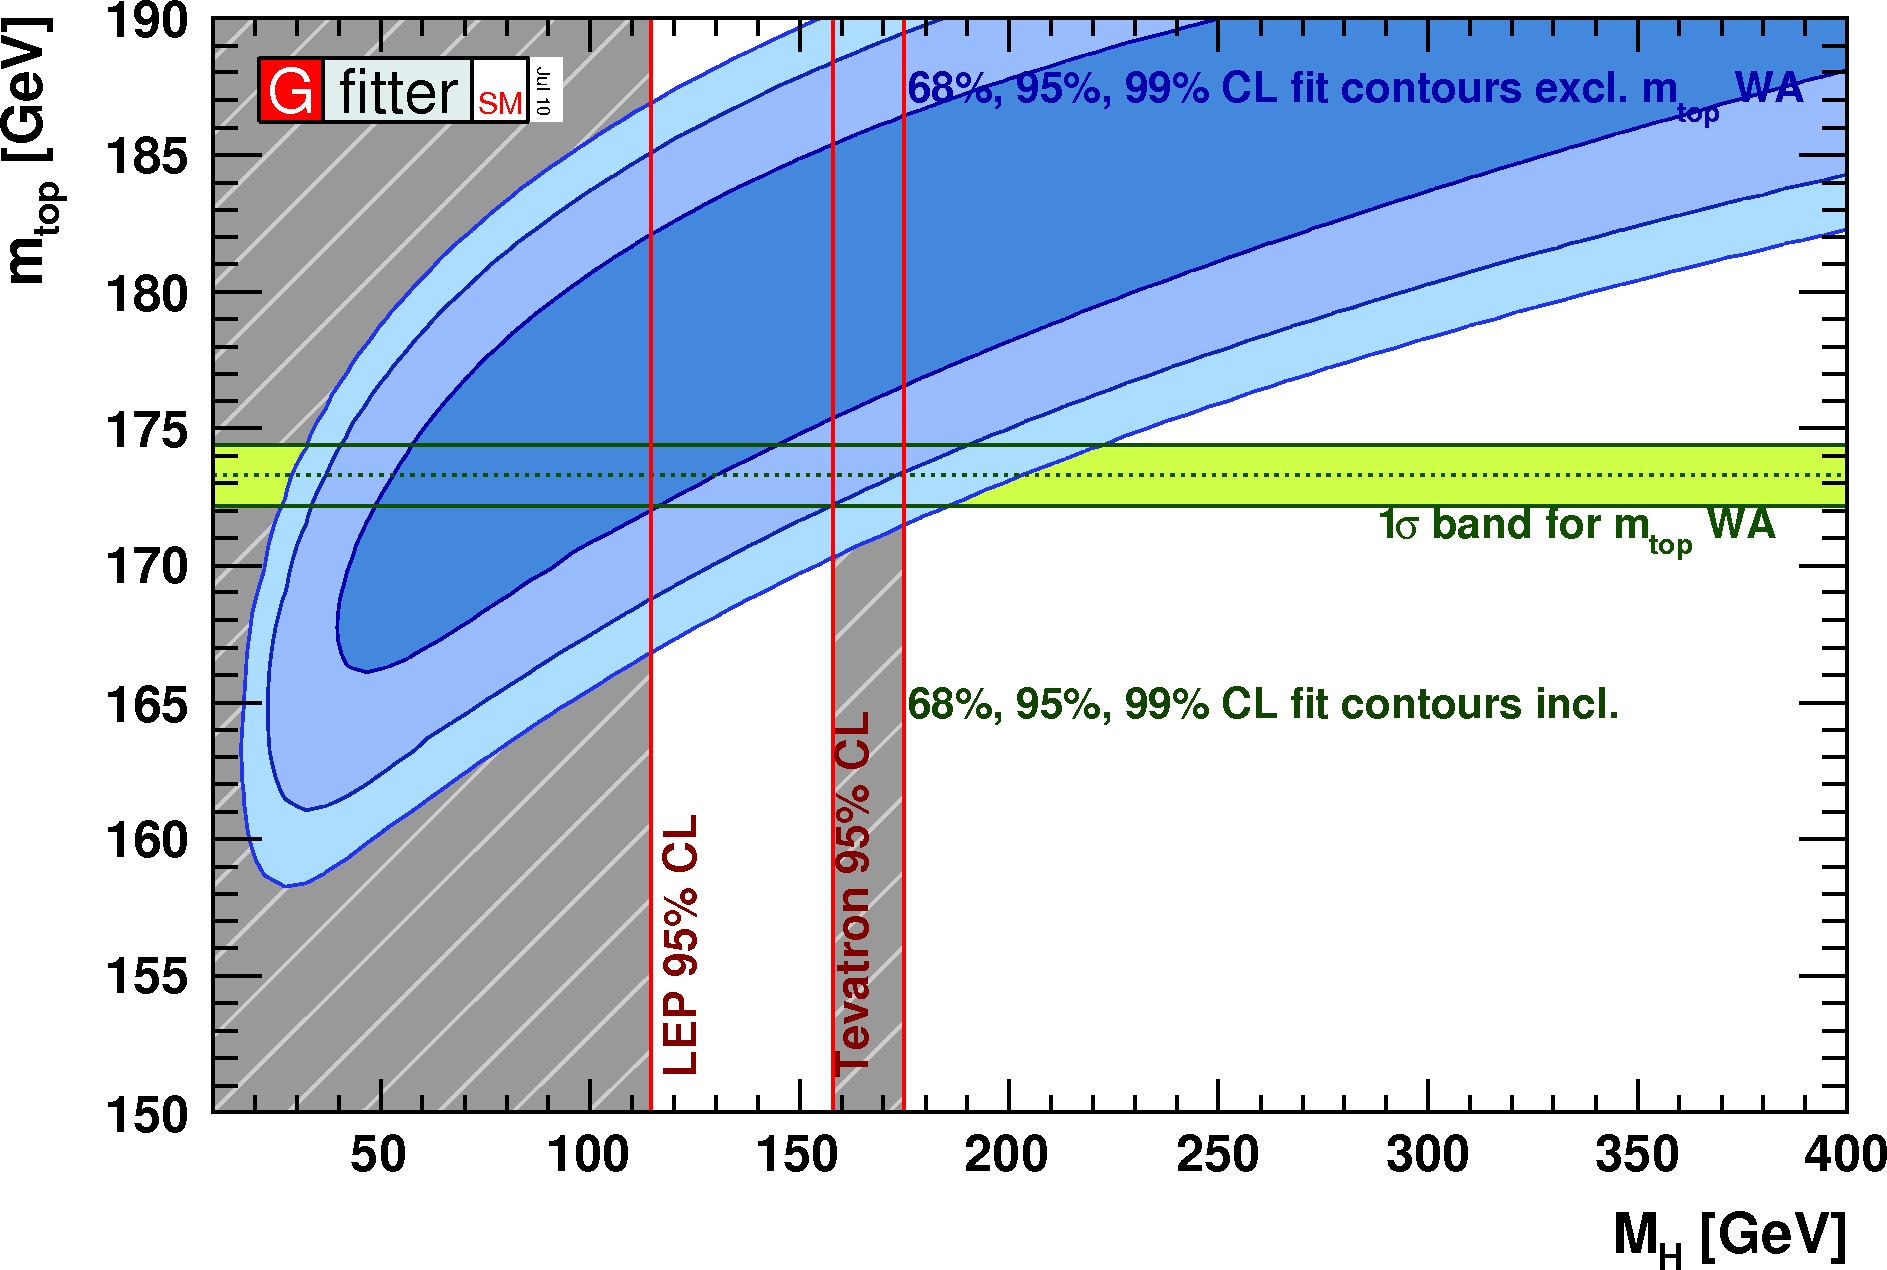 m_top [GeV]
190
185
180
175
170
165
160
155
150
G fitter SM Jul 10
68%, 95%, 99% CL fit contours excl. m_top WA
1σ band for m_top WA
68%, 95%, 99% CL fit contours incl.
LEP 95% CL
Tevatron 95% CL
50 100 150 200 250 300 350 400
M_H [GeV]